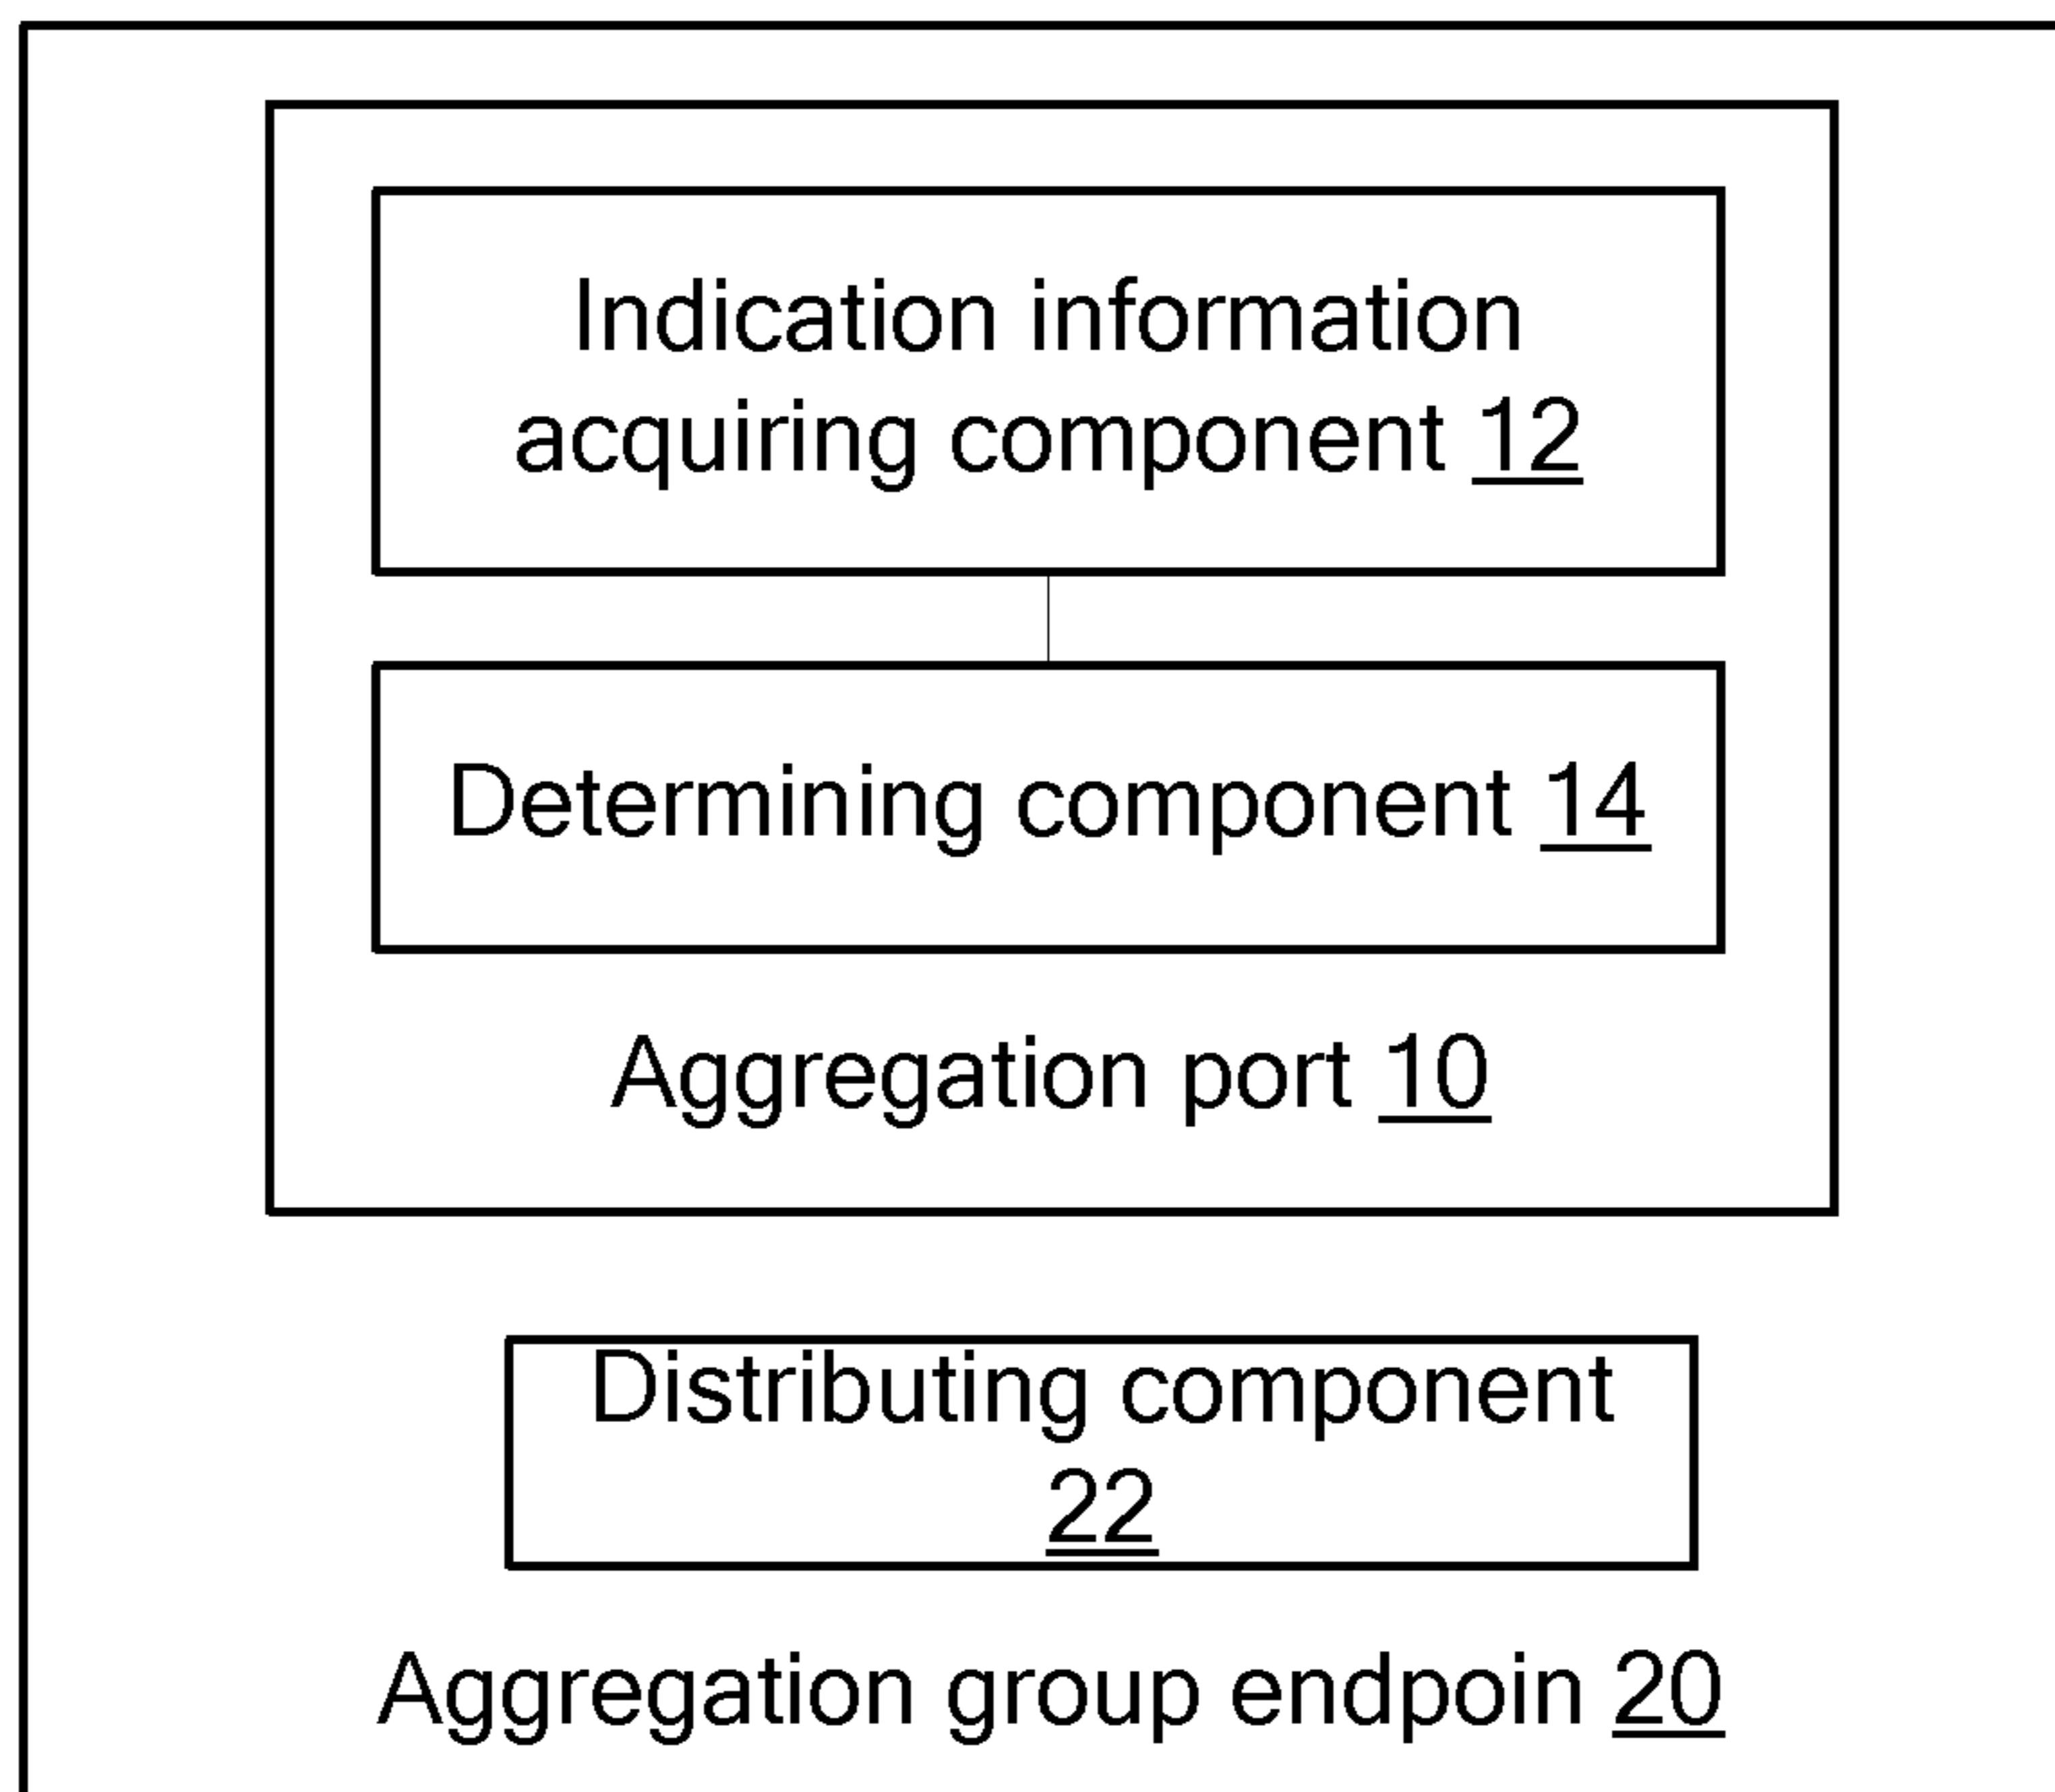 Indication information
acquiring component 12
Determining component 14
Aggregation port 10
Distributing component
22
Aggregation group endpoin 20